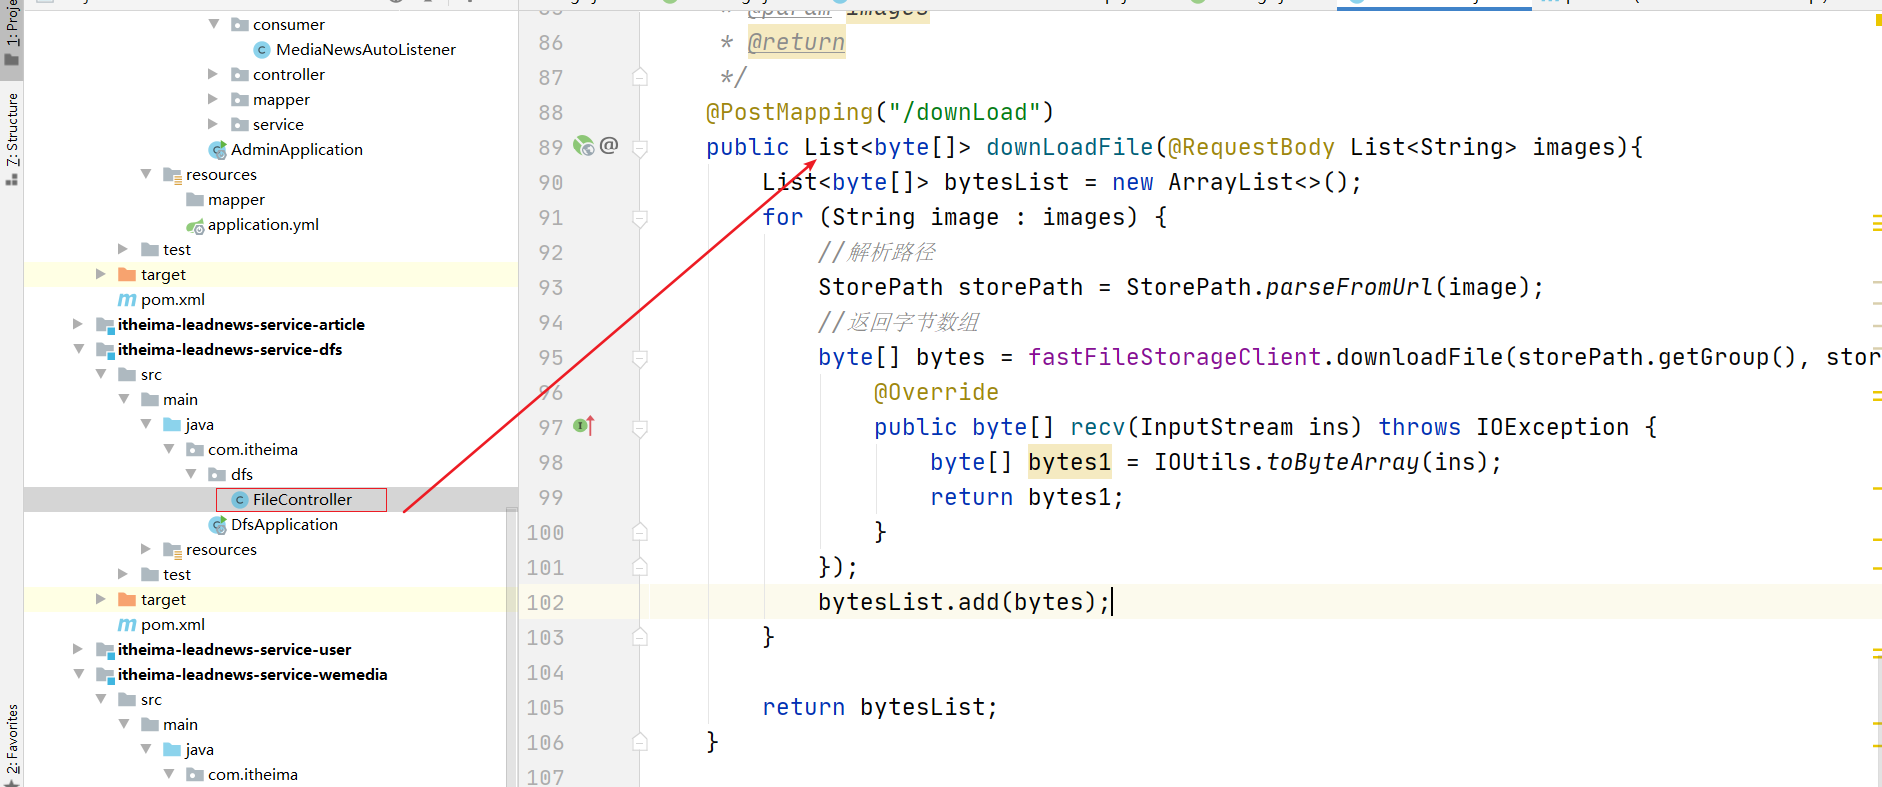 1: Proje
7: Structure
2: Favorites
consumer
MediaNewsAutoListener
controller
mapper
service
AdminApplication
resources
mapper
application.yml
test
target
pom.xml
itheima-leadnews-service-article
itheima-leadnews-service-dfs
src
main
java
com.itheima
dfs
FileController
DfsApplication
resources
test
target
pom.xml
itheima-leadnews-service-user
itheima-leadnews-service-wemedia
src
main
java
com.itheima
* @param images
86 * @return
87 */
88 @PostMapping("/downLoad")
89 @ public List<byte[]> downLoadFile(@RequestBody List<String> images){
90 List<byte[]> bytesList = new ArrayList<>();
91 for (String image : images) {
92 //解析路径
93 StorePath storePath = StorePath.parseFromUrl(image);
94 //返回字节数组
95 byte[] bytes = fastFileStorageClient.downloadFile(storePath.getGroup(), stor
96 @Override
97 public byte[] recv(InputStream ins) throws IOException {
98 byte[] bytes1 = IOUtils.toByteArray(ins);
99 return bytes1;
100 }
101 });
102 bytesList.add(bytes);
103 }
104
105 return bytesList;
106 }
107